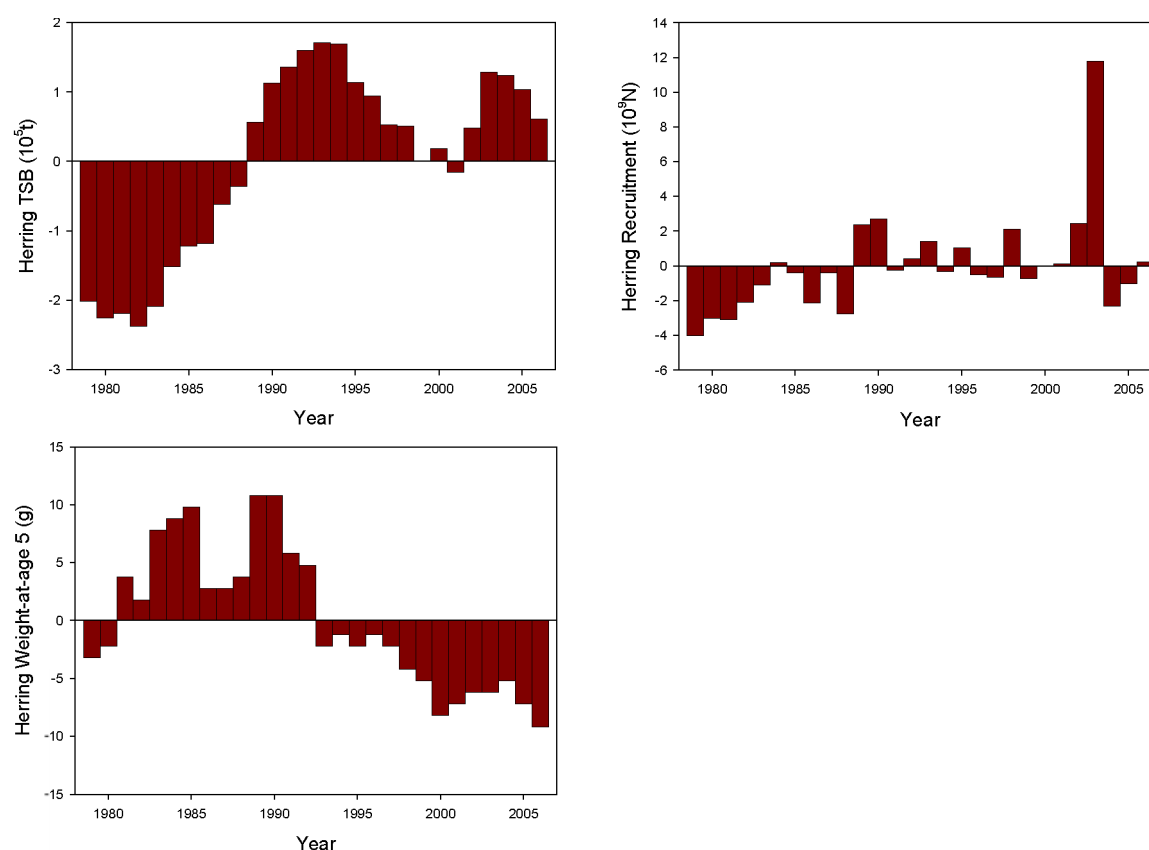 2
1
0
-1
-2
-3
Herring TSB (10⁵t)
1980 1985 1990 1995 2000 2005
Year
14
12
10
8
6
4
2
0
-2
-4
-6
Herring Recruitment (10⁹N)
1980 1985 1990 1995 2000 2005
Year
15
10
5
0
-5
-10
-15
Herring Weight-at-age 5 (g)
1980 1985 1990 1995 2000 2005
Year